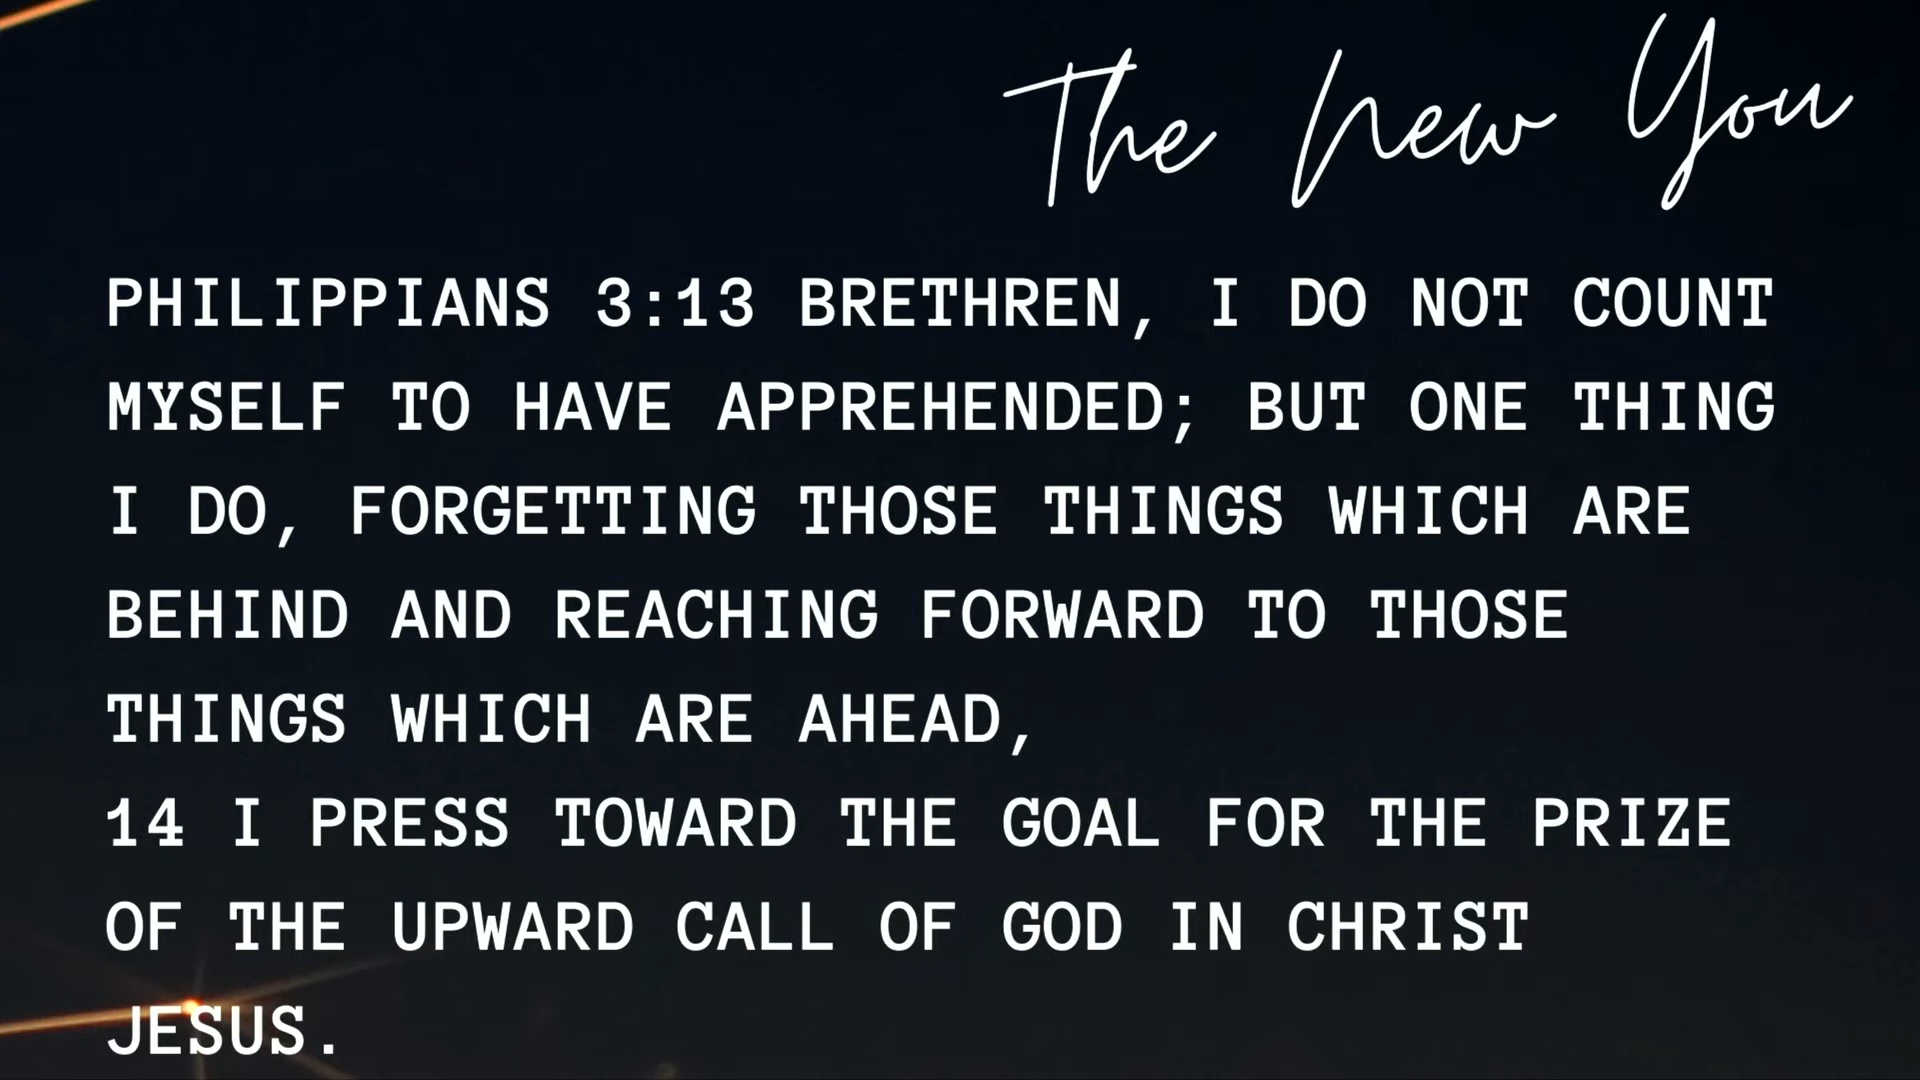 The New You
PHILIPPIANS 3:13 BRETHREN, I DO NOT COUNT
MYSELF TO HAVE APPREHENDED; BUT ONE THING
I DO, FORGETTING THOSE THINGS WHICH ARE
BEHIND AND REACHING FORWARD TO THOSE
THINGS WHICH ARE AHEAD,
14 I PRESS TOWARD THE GOAL FOR THE PRIZE
OF THE UPWARD CALL OF GOD IN CHRIST
JESUS.